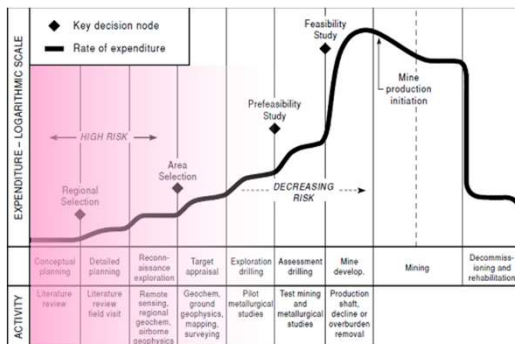 Key decision node
Rate of expenditure
Feasibility
Study
Mine
production
initiation
Prefeasibility
Study
HIGH RISK
Area
Selection
DECREASING
RISK
Regional
Selection
EXPENDITURE – LOGARITHMIC SCALE
Conceptual
planning
Detailed
planning
Reconn-
aissance
exploration
Target
appraisal
Exploration
drilling
Assessment
drilling
Mine
develop.
Mining
Decommiss-
ioning and
rehabilitation
ACTIVITY
Literature
review
Literature
review
field visit
Remote
sensing,
regional
geochem,
airborne
geophysics
Geochem,
ground
geophysics,
mapping,
surveying
Pilot
metallurgical
studies
Test mining
and
metallurgical
studies
Production
shaft,
decline or
overburden
removal